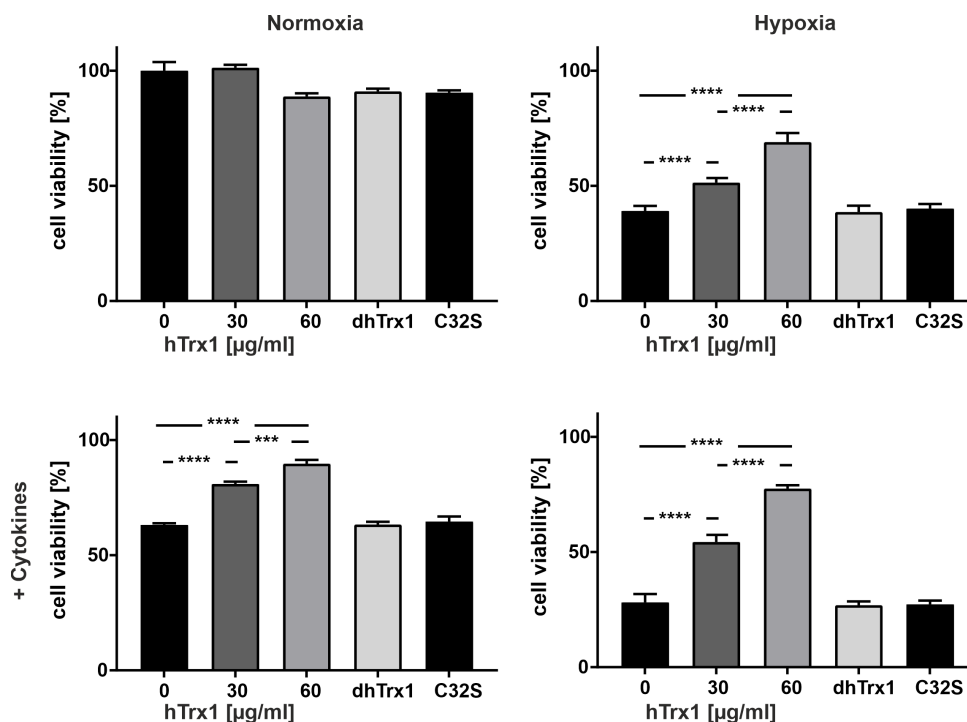 Normoxia
Hypoxia
cell viability [%]
100
50
0
0 30 60 dhTrx1 C32S
hTrx1 [µg/ml]
cell viability [%]
100
50
0
****
****
****
0 30 60 dhTrx1 C32S
hTrx1 [µg/ml]
+ Cytokines
cell viability [%]
100
50
0
****
***
****
0 30 60 dhTrx1 C32S
hTrx1 [µg/ml]
cell viability [%]
100
50
0
****
****
****
0 30 60 dhTrx1 C32S
hTrx1 [µg/ml]